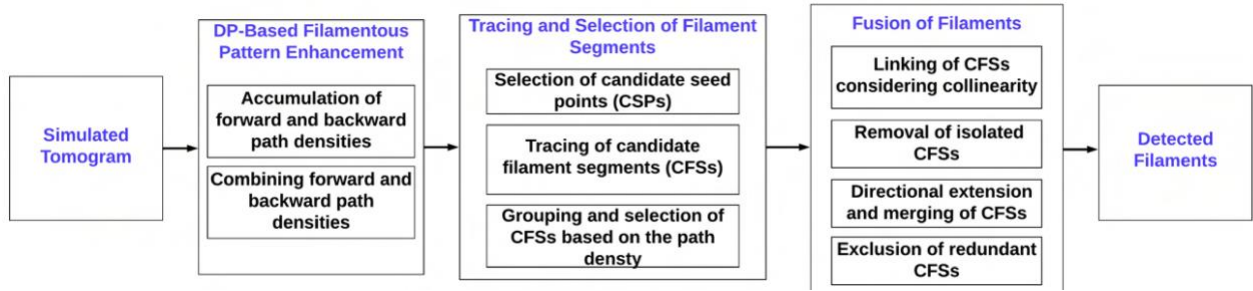 Simulated
Tomogram
DP-Based Filamentous
Pattern Enhancement
Accumulation of
forward and backward
path densities
Combining forward and
backward path
densities
Tracing and Selection of Filament
Segments
Selection of candidate seed
points (CSPs)
Tracing of candidate
filament segments (CFSs)
Grouping and selection of
CFSs based on the path
densty
Fusion of Filaments
Linking of CFSs
considering collinearity
Removal of isolated
CFSs
Directional extension
and merging of CFSs
Exclusion of redundant
CFSs
Detected
Filaments